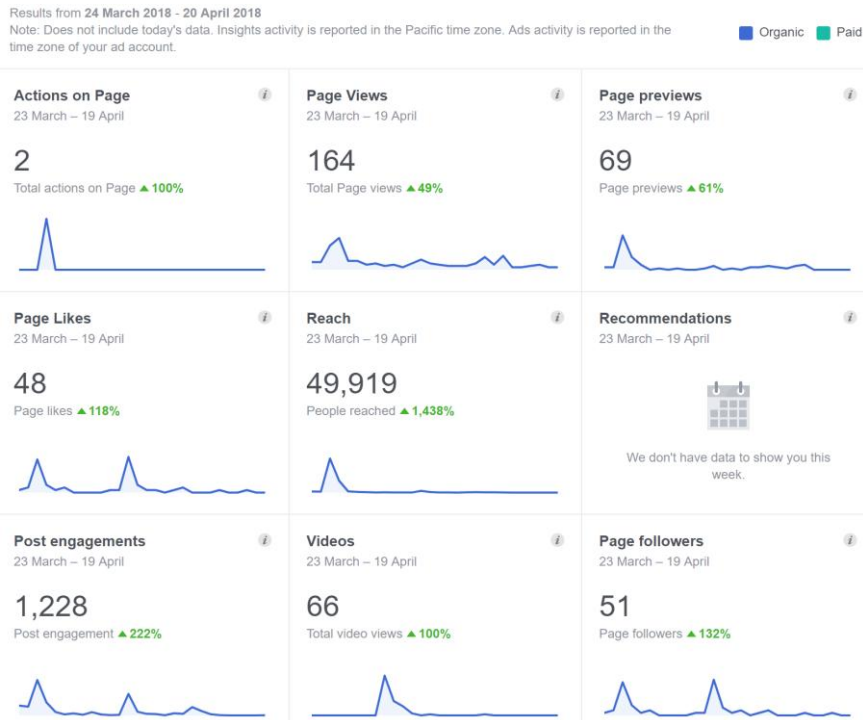 Results from 24 March 2018 - 20 April 2018
Note: Does not include today's data. Insights activity is reported in the Pacific time zone. Ads activity is reported in the
time zone of your ad account.
Organic Paid
Actions on Page
23 March – 19 April
2
Total actions on Page ▲ 100%
Page Views
23 March – 19 April
164
Total Page views ▲ 49%
Page previews
23 March – 19 April
69
Page previews ▲ 61%
Page Likes
23 March – 19 April
48
Page likes ▲ 118%
Reach
23 March – 19 April
49,919
People reached ▲ 1,438%
Recommendations
23 March – 19 April
We don't have data to show you this
week.
Post engagements
23 March – 19 April
1,228
Post engagement ▲ 222%
Videos
23 March – 19 April
66
Total video views ▲ 100%
Page followers
23 March – 19 April
51
Page followers ▲ 132%